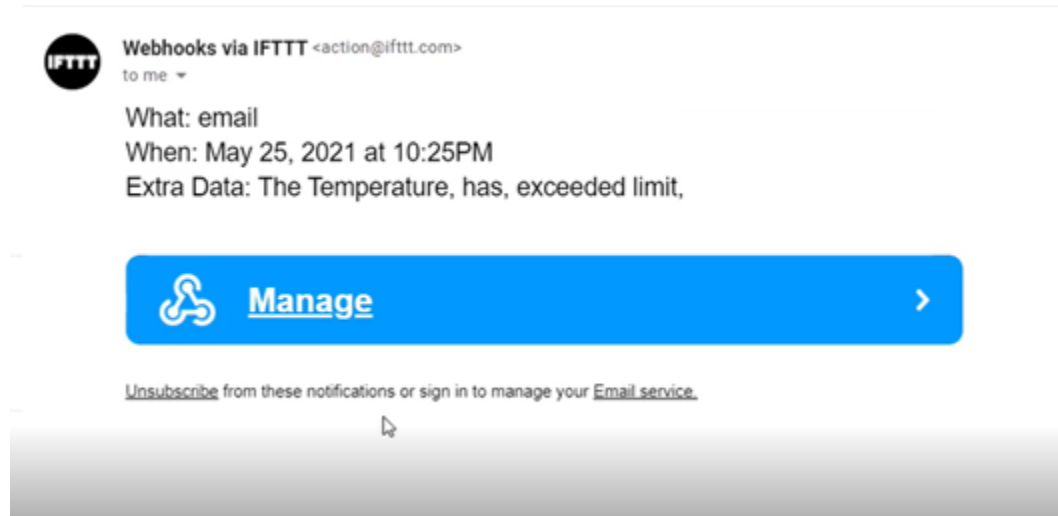 IFTTT
Webhooks via IFTTT <action@ifttt.com>
to me
What: email
When: May 25, 2021 at 10:25PM
Extra Data: The Temperature, has, exceeded limit,
Manage
Unsubscribe from these notifications or sign in to manage your Email service.